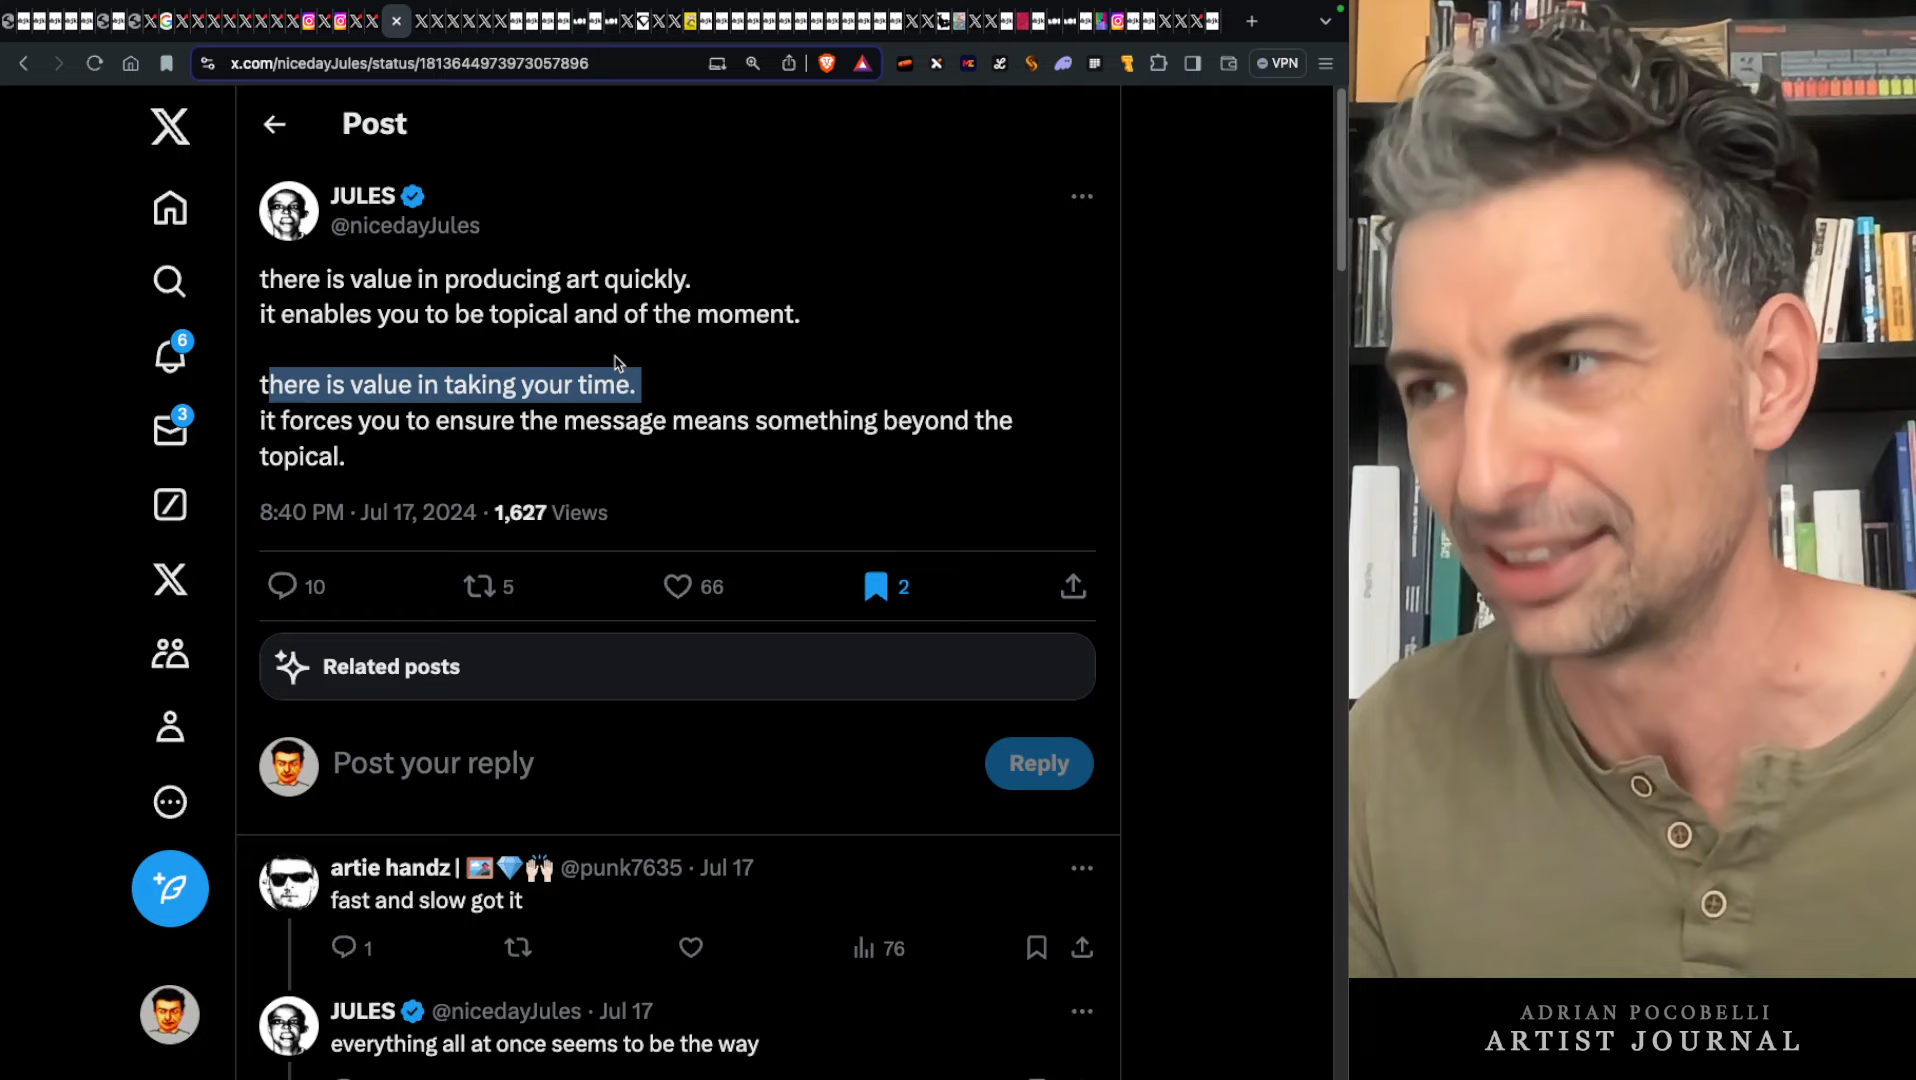 x.com/nicedayJules/status/1813644973973057896
VPN
Post
JULES
@nicedayJules
there is value in producing art quickly.
it enables you to be topical and of the moment.
there is value in taking your time.
it forces you to ensure the message means something beyond the
topical.
8:40 PM · Jul 17, 2024 · 1,627 Views
10 5 66 2
Related posts
Post your reply
Reply
6
3
artie handz | @punk7635 · Jul 17
fast and slow got it
1 76
JULES @nicedayJules · Jul 17
everything all at once seems to be the way
ADRIAN POCOBELLI
ARTIST JOURNAL